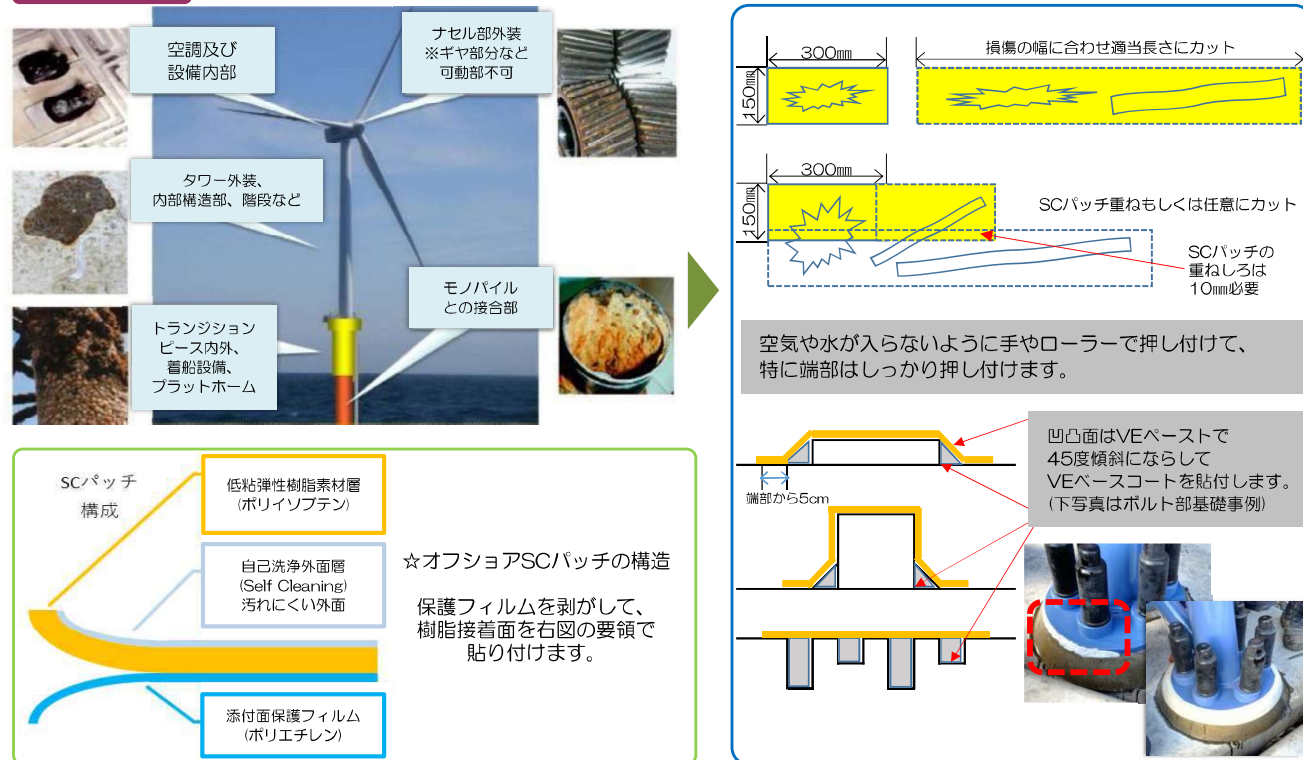 空調及び
設備内部
ナセル部外装
※ギヤ部分など
可動部不可
タワー外装、
内部構造部、階段など
モノパイル
との接合部
トランジション
ピース内外、
着船設備、
プラットホーム
SCパッチ
構成
低粘弾性樹脂素材層
(ポリイソブテン)
自己洗浄外面層
(Self Cleaning)
汚れにくい外面
添付面保護フィルム
(ポリエチレン)
☆オフショアSCパッチの構造
保護フィルムを剥がして、
樹脂接着面を右図の要領で
貼り付けます。
300㎜
損傷の幅に合わせ適当長さにカット
150㎜
300㎜
150㎜
SCパッチ重ねもしくは任意にカット
SCパッチの
重ねしろは
10㎜必要
空気や水が入らないように手やローラーで押し付けて、
特に端部はしっかり押し付けます。
凹凸面はVEペーストで
45度傾斜にならして
VEベースコートを貼付します。
(下写真はボルト部基礎事例)
端部から5cm